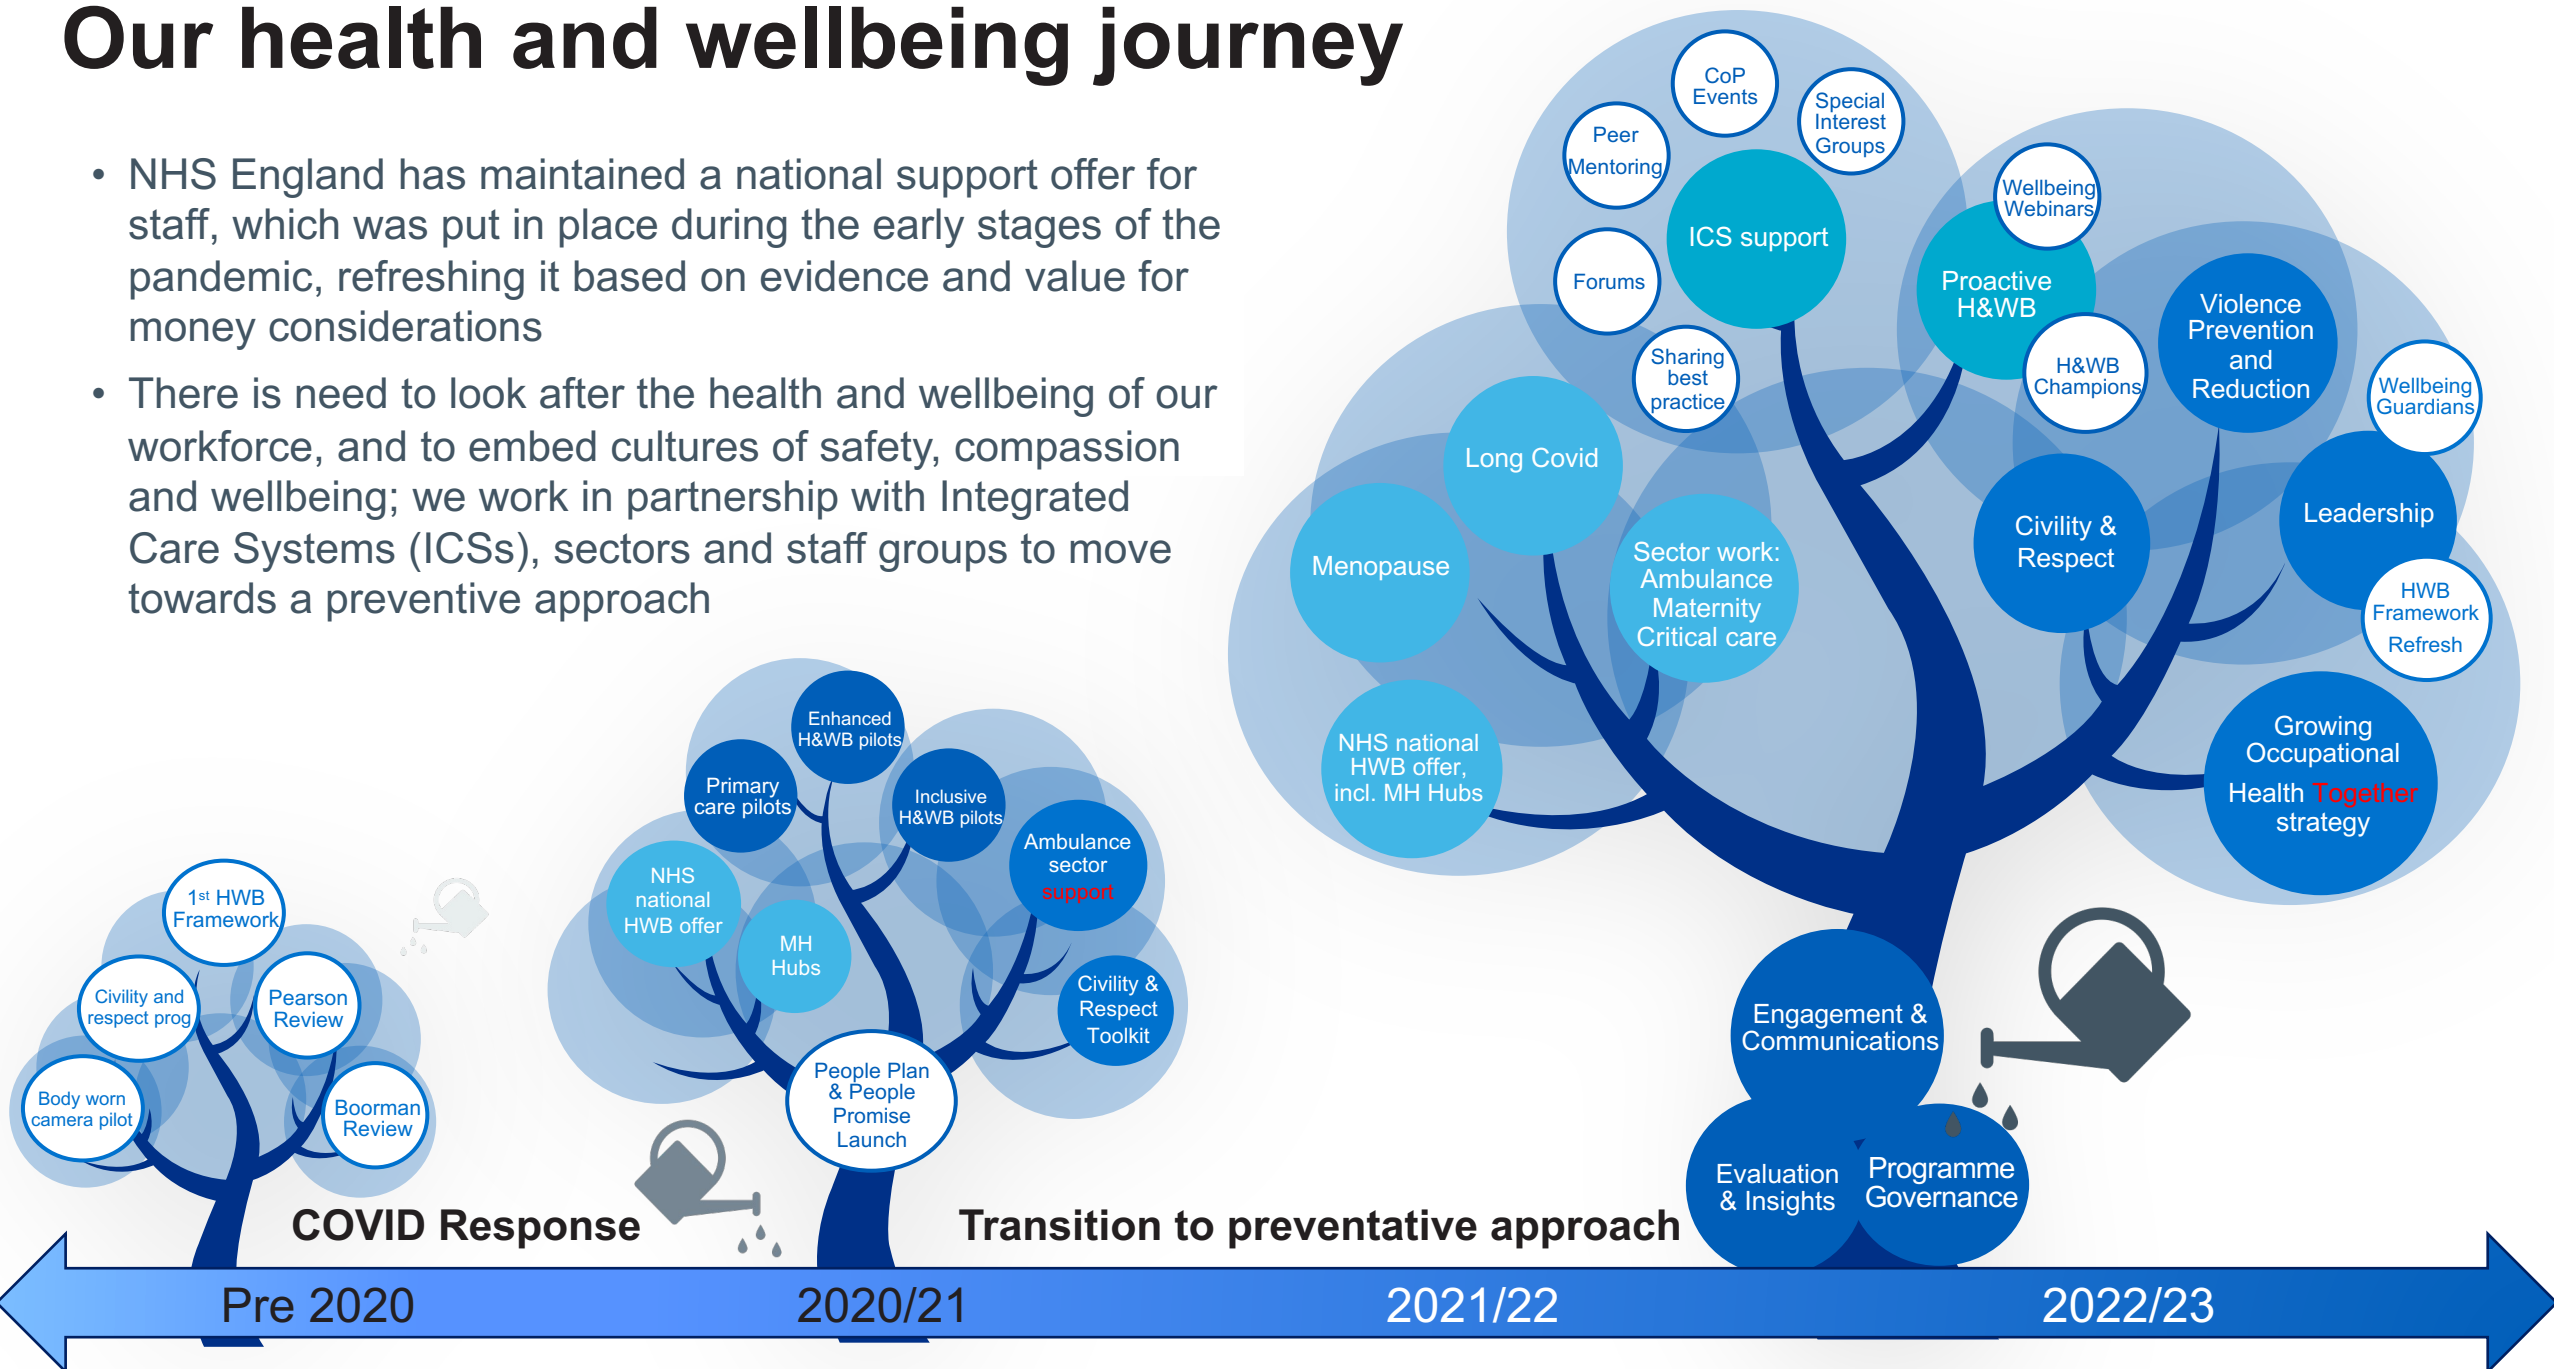 Our health and wellbeing journey
• NHS England has maintained a national support offer for
staff, which was put in place during the early stages of the
pandemic, refreshing it based on evidence and value for
money considerations
• There is need to look after the health and wellbeing of our
workforce, and to embed cultures of safety, compassion
and wellbeing; we work in partnership with Integrated
Care Systems (ICSs), sectors and staff groups to move
towards a preventive approach
1st HWB
Framework
Civility and
respect prog
Pearson
Review
Body worn
camera pilot
Boorman
Review
Enhanced
H&WB pilots
Primary
care pilots
Inclusive
H&WB pilots
Ambulance
sector
support
NHS
national
HWB offer
MH
Hubs
Civility &
Respect
Toolkit
People Plan
& People
Promise
Launch
CoP
Events
Special
Interest
Groups
Peer
Mentoring
ICS support
Forums
Sharing
best
practice
Wellbeing
Webinars
Proactive
H&WB
H&WB
Champions
Violence
Prevention
and
Reduction
Wellbeing
Guardians
Leadership
HWB
Framework
Refresh
Long Covid
Menopause
Sector work:
Ambulance
Maternity
Critical care
Civility &
Respect
NHS national
HWB offer,
incl. MH Hubs
Growing
Occupational
Health Together
strategy
Engagement &
Communications
Evaluation
& Insights
Programme
Governance
COVID Response
Transition to preventative approach
Pre 2020
2020/21
2021/22
2022/23